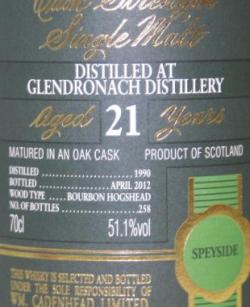 Cask Strength
Single Malt
DISTILLED AT
GLENDRONACH DISTILLERY
Aged 21 Years
MATURED IN AN OAK CASK PRODUCT OF SCOTLAND
DISTILLED ........................ 1990
BOTTLED ................ APRIL 2012
WOOD TYPE ..... BOURBON HOGSHEAD
NO. OF BOTTLES ................ 258
70cl 51.1%vol
SPEYSIDE
THIS WHISKY IS SELECTED AND BOTTLED
UNDER THE SOLE RESPONSIBILITY OF
WM. CADENHEAD LIMITED